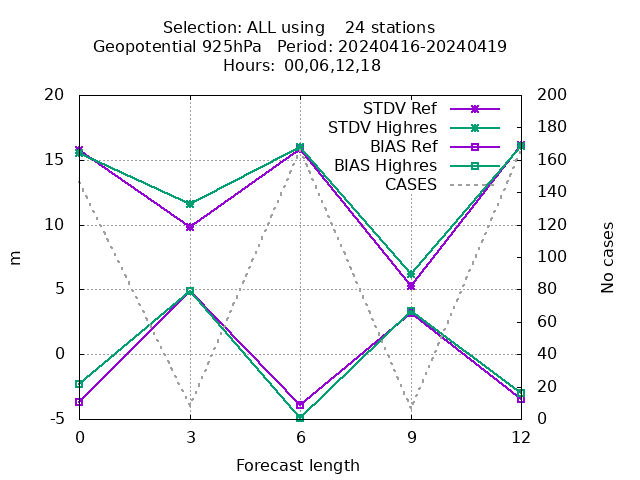 Selection: ALL using    24 stations
Geopotential 925hPa   Period: 20240416-20240419
Hours: 00,06,12,18
STDV Ref
STDV Highres
BIAS Ref
BIAS Highres
CASES
20
15
10
5
0
-5
m
200
180
160
140
120
100
80
60
40
20
0
No cases
0 3 6 9 12
Forecast length